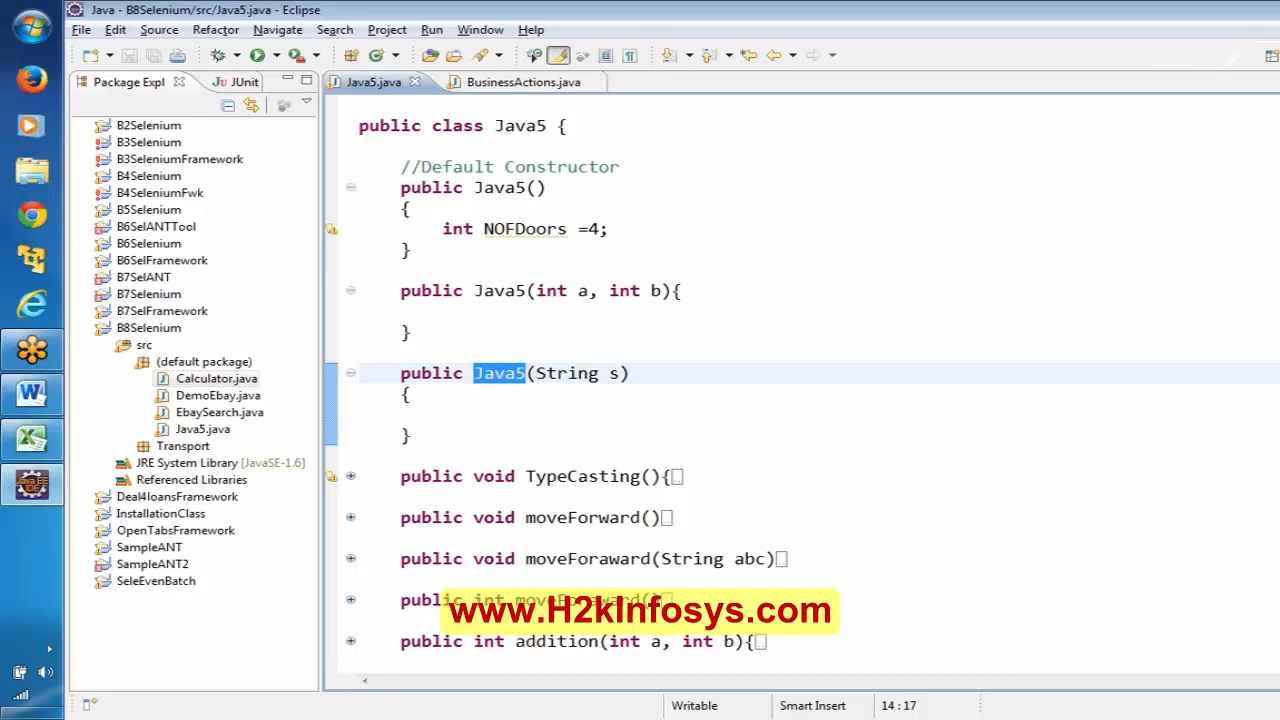 Java - B8Selenium/src/Java5.java - Eclipse
File Edit Source Refactor Navigate Search Project Run Window Help
Package Expl JUnit Java5.java BusinessActions.java
B2Selenium
B3Selenium
B3SeleniumFramework
B4Selenium
B4SeleniumFwk
B5Selenium
B6SelANTTool
B6Selenium
B6SelFramework
B7SelANT
B7Selenium
B7SelFramework
B8Selenium
src
(default package)
Calculator.java
DemoEbay.java
EbaySearch.java
Java5.java
Transport
JRE System Library [JavaSE-1.6]
Referenced Libraries
Deal4loansFramework
InstallationClass
OpenTabsFramework
SampleANT
SampleANT2
SeleEvenBatch
public class Java5 {
//Default Constructor
public Java5()
{
int NOFDoors =4;
}
public Java5(int a, int b){
}
public Java5(String s)
{
}
public void TypeCasting(){
public void moveForward()
public void moveForaward(String abc)
public int
www.H2kInfosys.com
public int addition(int a, int b){
Writable Smart Insert 14 : 17
Java EE
IDE